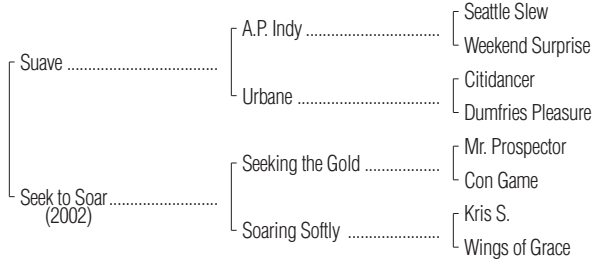 Seattle Slew
A.P. Indy ..............................
Weekend Surprise
Suave ..................................
Citidancer
Urbane ................................
Dumfries Pleasure
Mr. Prospector
Seeking the Gold .................
Con Game
Seek to Soar.........................
(2002)
Kris S.
Soaring Softly .....................
Wings of Grace